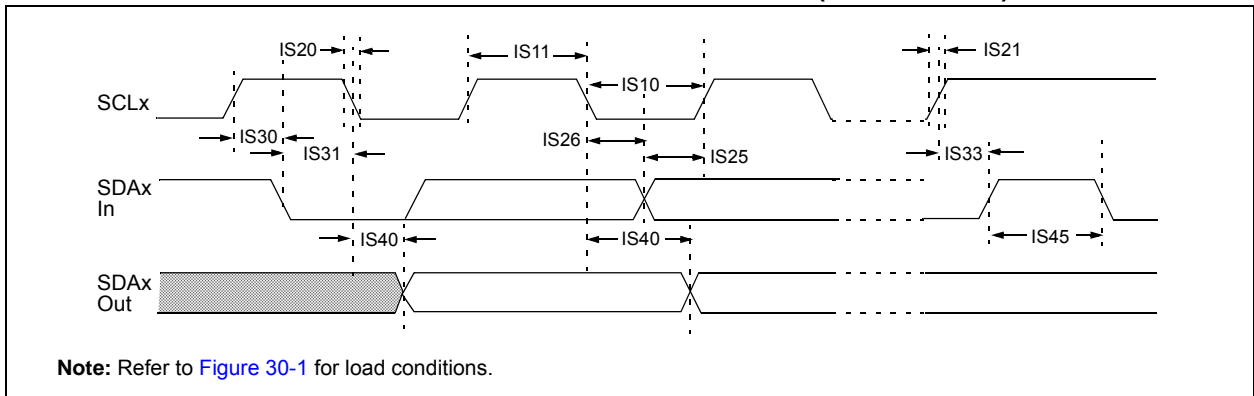 IS20
IS11
IS21
IS10
SCLx
IS30
IS26
IS31
IS25
IS33
SDAx
In
IS40
IS40
IS45
SDAx
Out
Note: Refer to Figure 30-1 for load conditions.